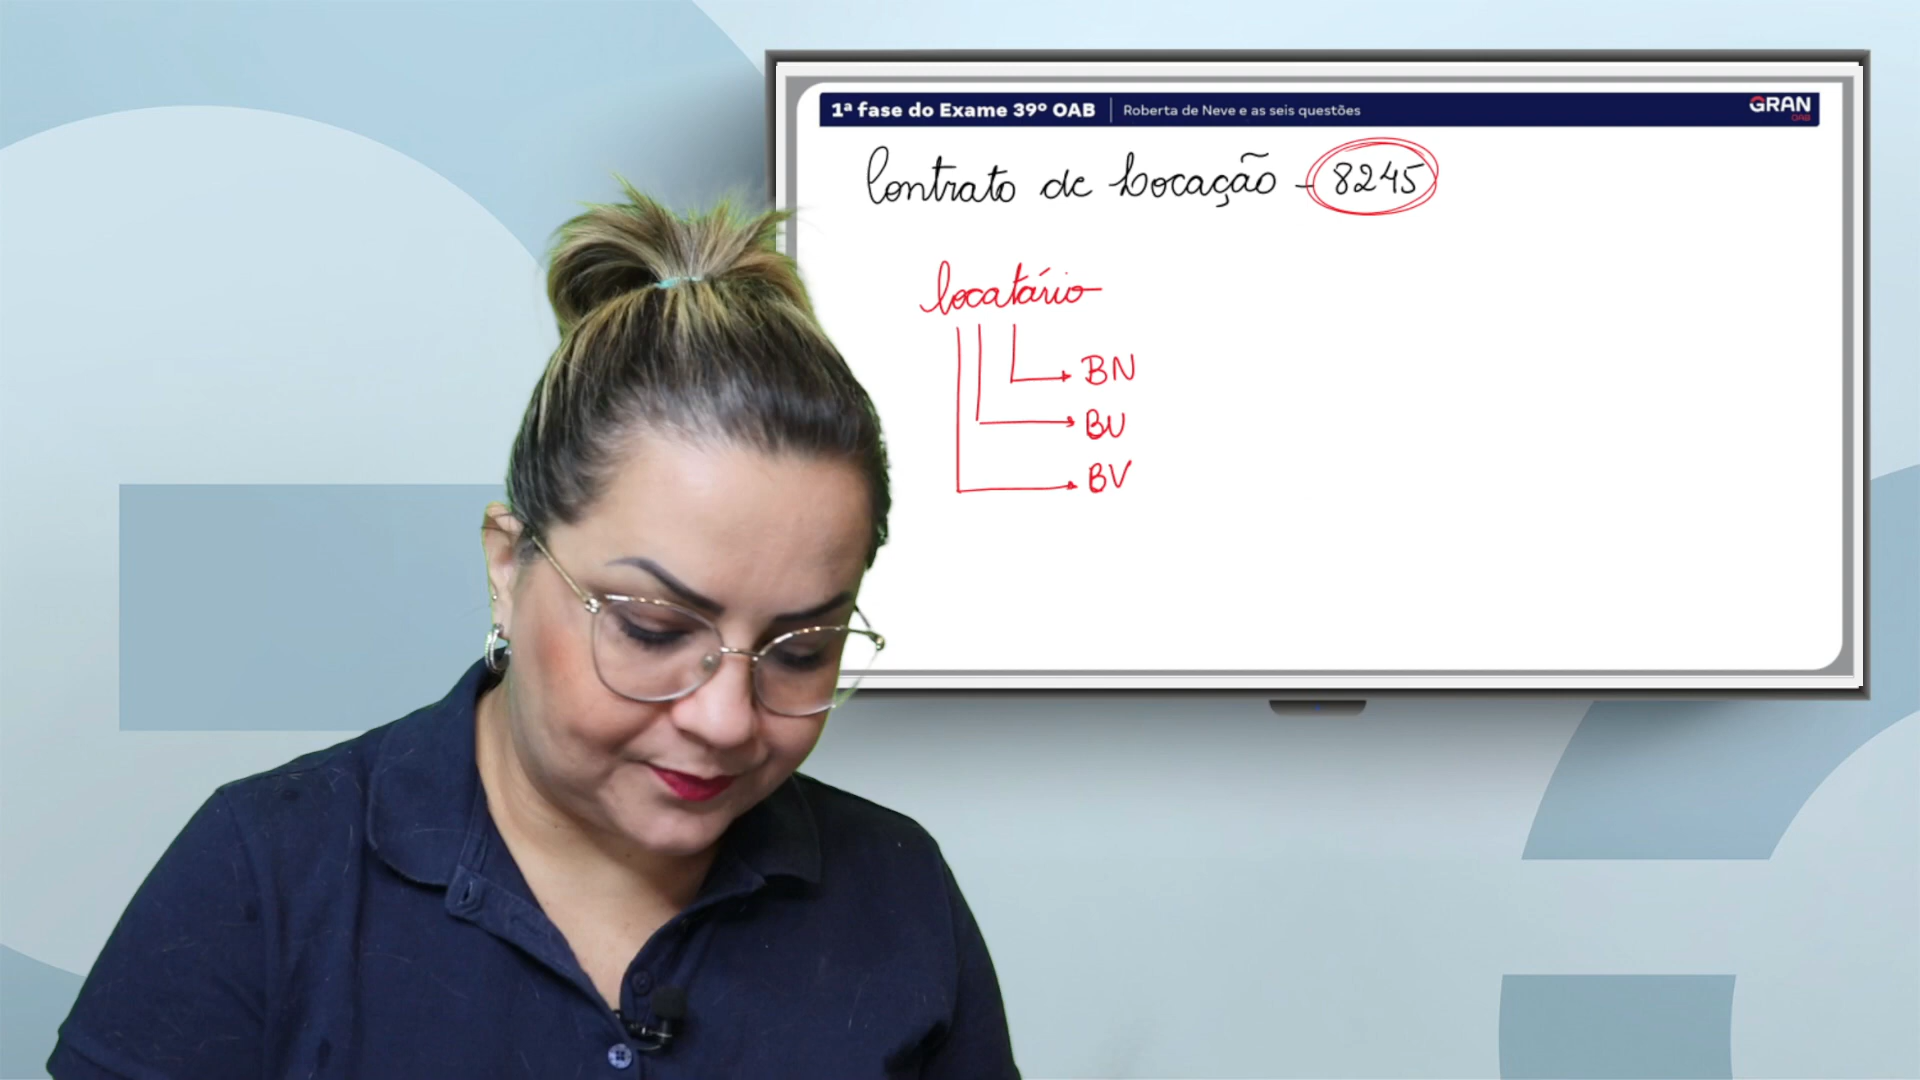 1ª fase do Exame 39º OAB | Roberta de Neve e as seis questões GRAN OAB
Contrato de Locação - 8245
locatário
BN
BU
BV